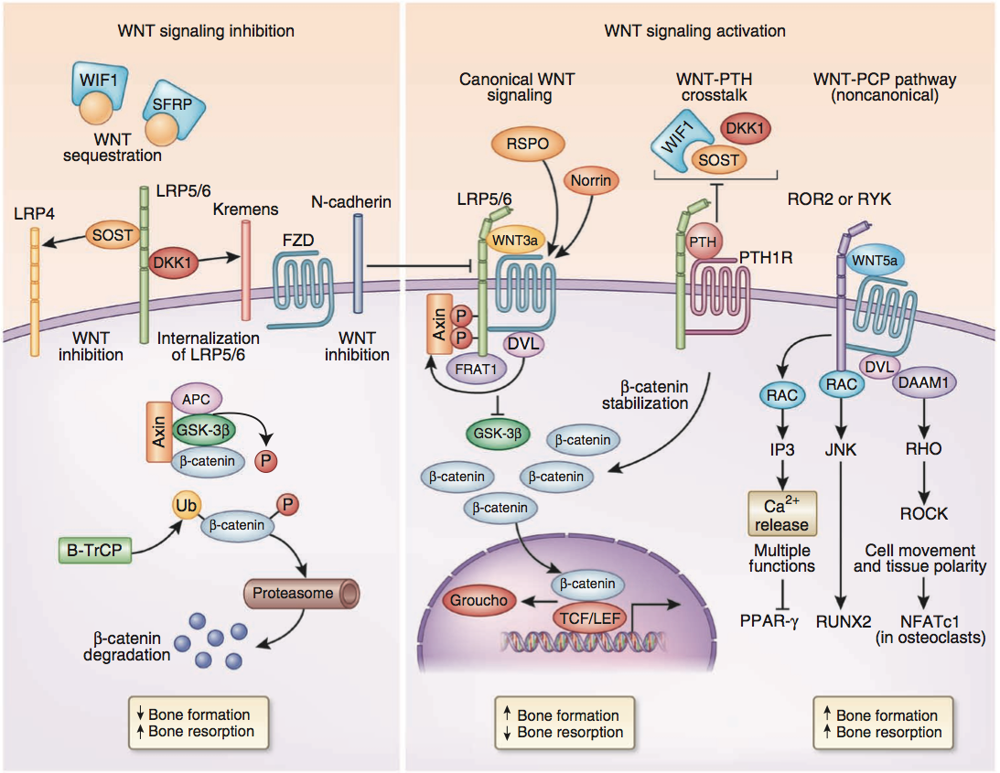 WNT signaling inhibition
WIF1
SFRP
WNT
sequestration
LRP4
SOST
LRP5/6
DKK1
Kremens
FZD
N-cadherin
WNT
inhibition
Internalization
of LRP5/6
WNT
inhibition
APC
Axin
GSK-3β
β-catenin
P
Ub
P
β-catenin
B-TrCP
Proteasome
β-catenin
degradation
↓ Bone formation
↑ Bone resorption
WNT signaling activation
Canonical WNT
signaling
RSPO
Norrin
LRP5/6
WNT3a
Axin
P
P
DVL
FRAT1
GSK-3β
β-catenin
stabilization
β-catenin
β-catenin
β-catenin
β-catenin
β-catenin
Groucho
TCF/LEF
↑ Bone formation
↓ Bone resorption
WNT-PTH
crosstalk
WIF1
DKK1
SOST
PTH
PTH1R
WNT-PCP pathway
(noncanonical)
ROR2 or RYK
WNT5a
DVL
RAC
RAC
DAAM1
IP3
JNK
RHO
Ca2+
release
ROCK
Multiple
functions
Cell movement
and tissue polarity
PPAR-γ
RUNX2
NFATc1
(in osteoclasts)
↑ Bone formation
↑ Bone resorption